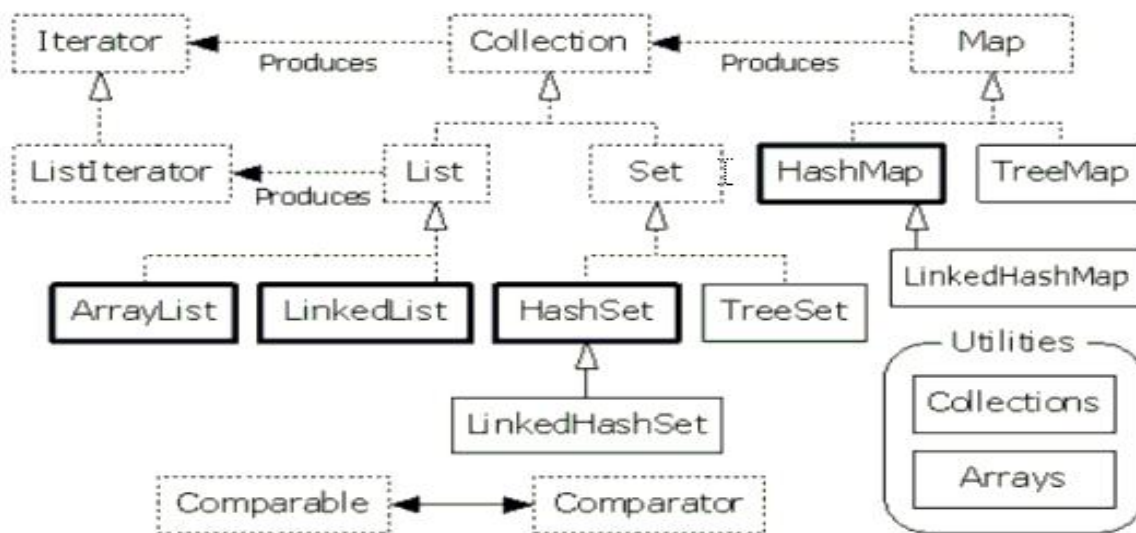 Iterator
Collection
Map
Produces
Produces
ListIterator
List
Set
HashMap
TreeMap
Produces
LinkedHashMap
ArrayList
LinkedList
HashSet
TreeSet
Utilities
Collections
LinkedHashSet
Arrays
Comparable
Comparator